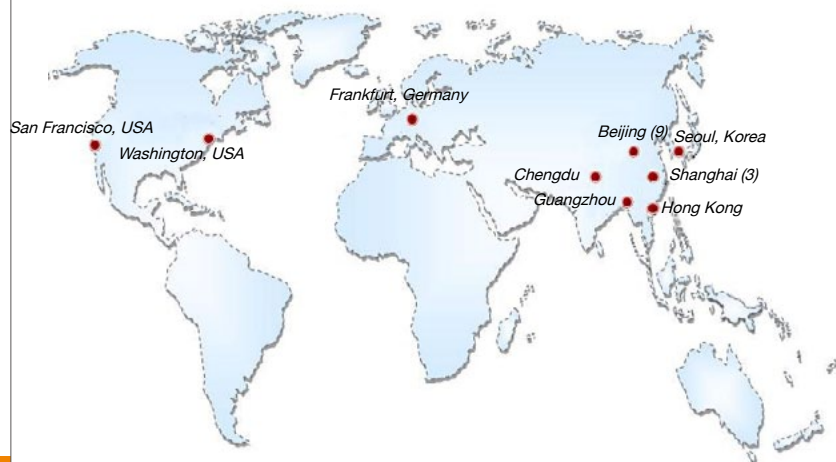 Frankfurt, Germany
San Francisco, USA
Washington, USA
Beijing (9)
Seoul, Korea
Chengdu
Shanghai (3)
Guangzhou
Hong Kong